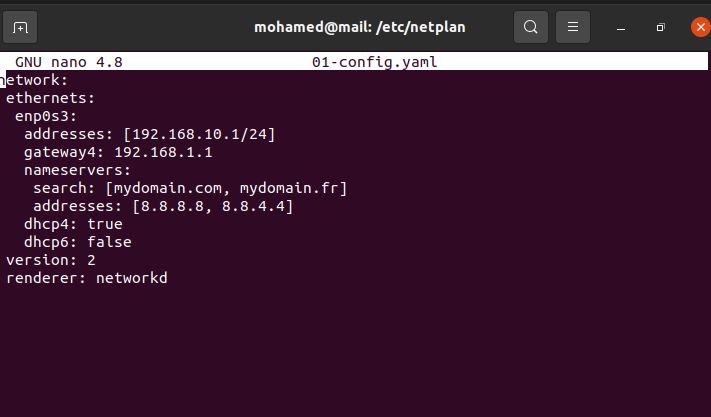 mohamed@mail: /etc/netplan
GNU nano 4.8 01-config.yaml
network:
 ethernets:
  enp0s3:
   addresses: [192.168.10.1/24]
   gateway4: 192.168.1.1
   nameservers:
    search: [mydomain.com, mydomain.fr]
    addresses: [8.8.8.8, 8.8.4.4]
   dhcp4: true
   dhcp6: false
 version: 2
 renderer: networkd